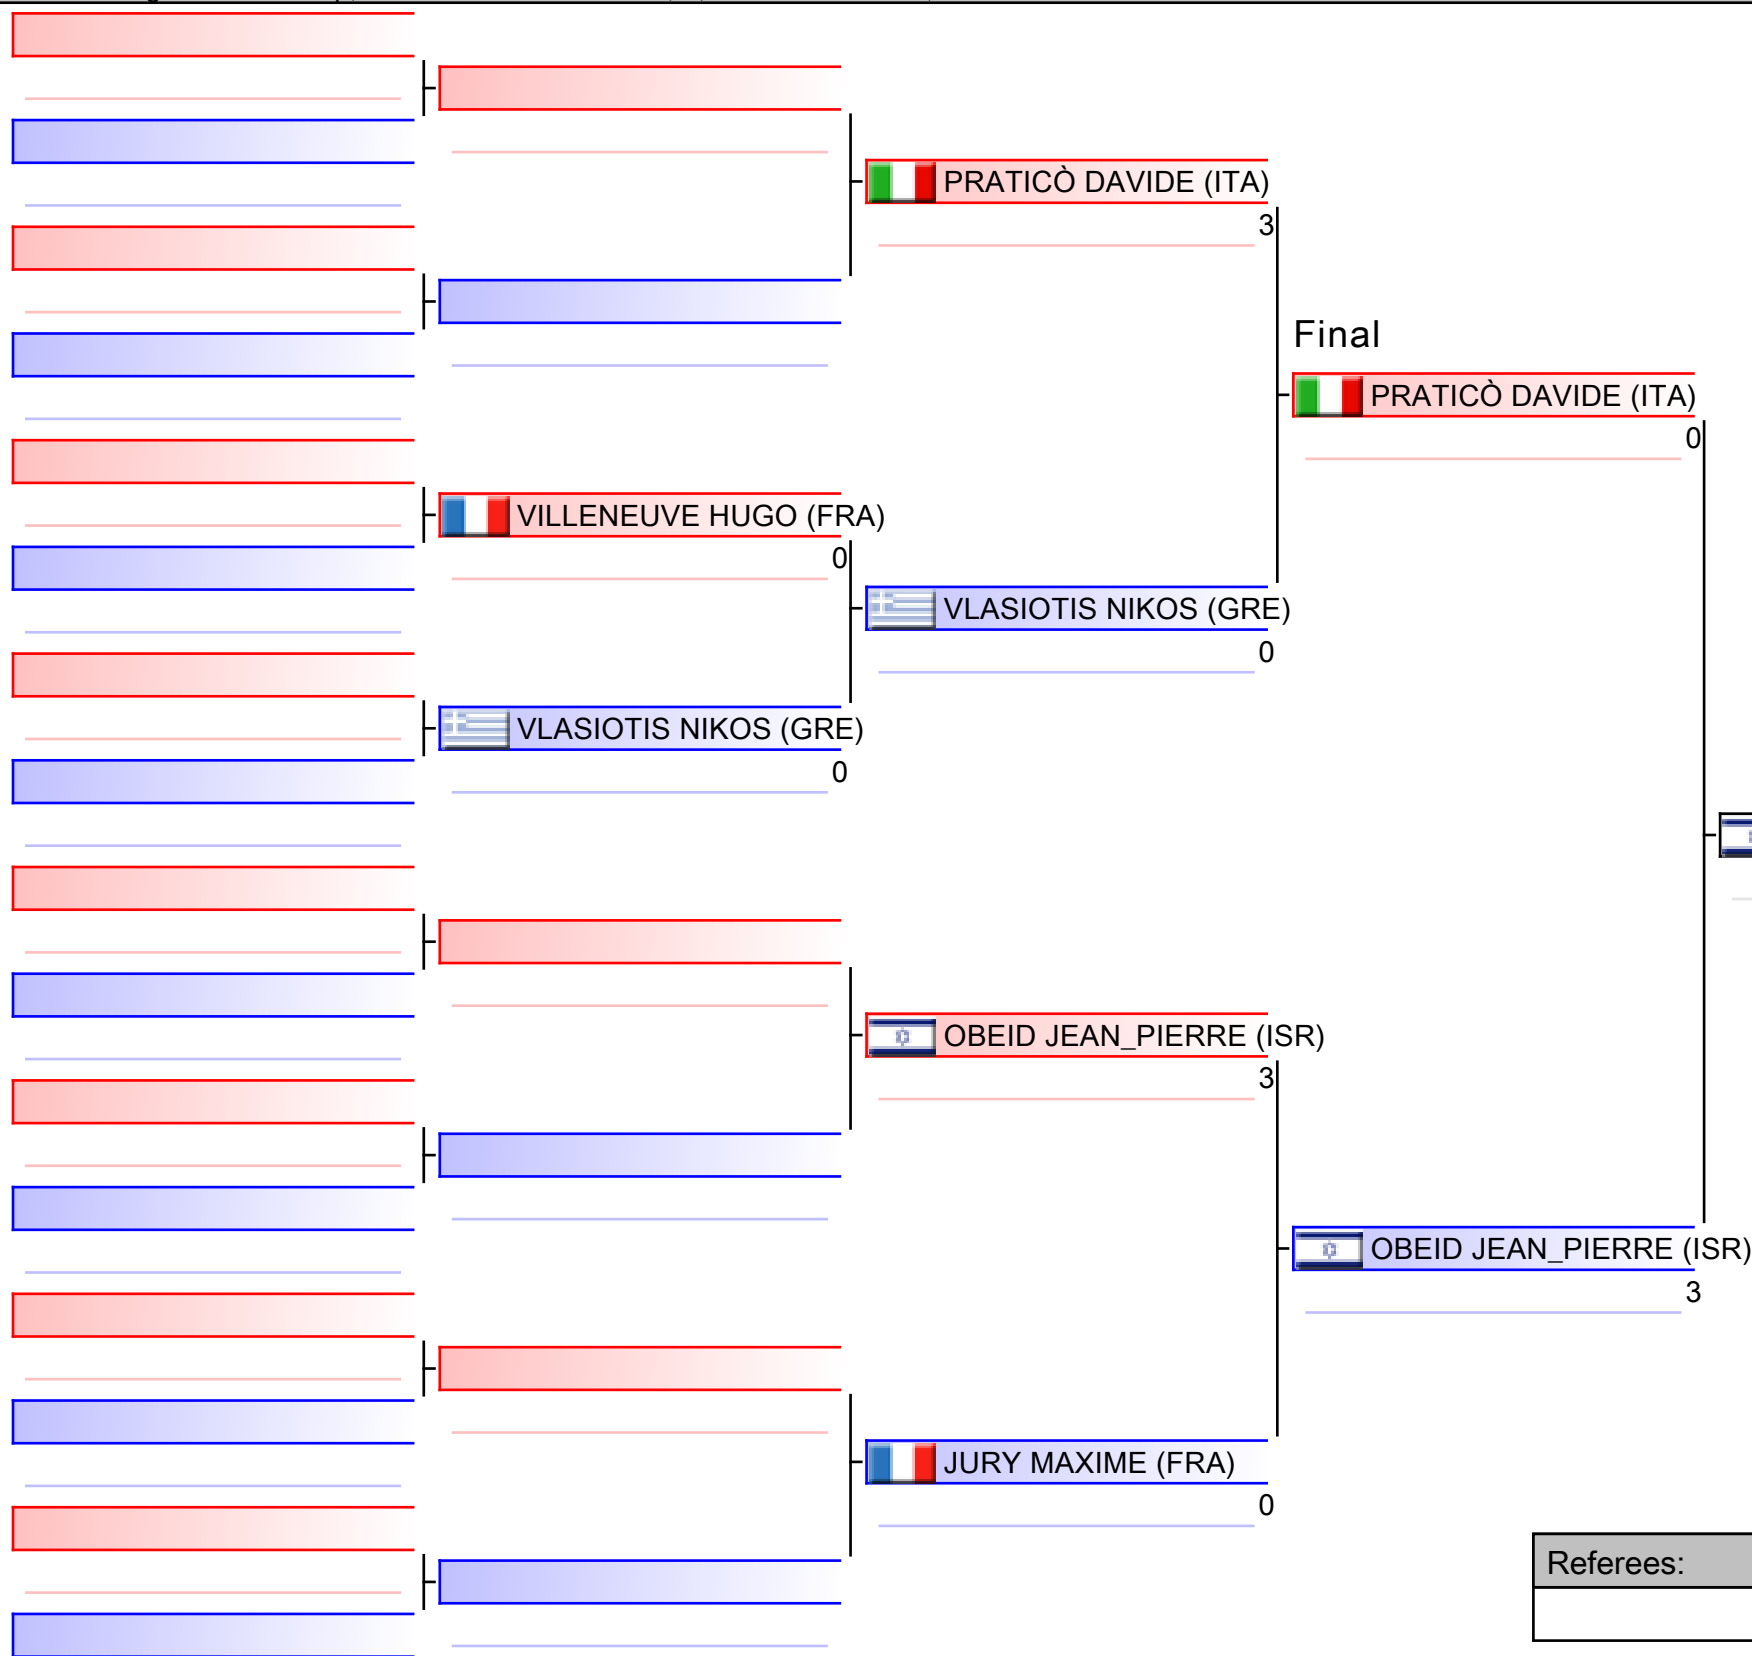 PRATICÒ DAVIDE (ITA)
3
Final
PRATICÒ DAVIDE (ITA)
0
VILLENEUVE HUGO (FRA)
0
VLASIOTIS NIKOS (GRE)
0
VLASIOTIS NIKOS (GRE)
0
OBEID JEAN_PIERRE (ISR)
3
OBEID JEAN_PIERRE (ISR)
3
JURY MAXIME (FRA)
0
Referees: